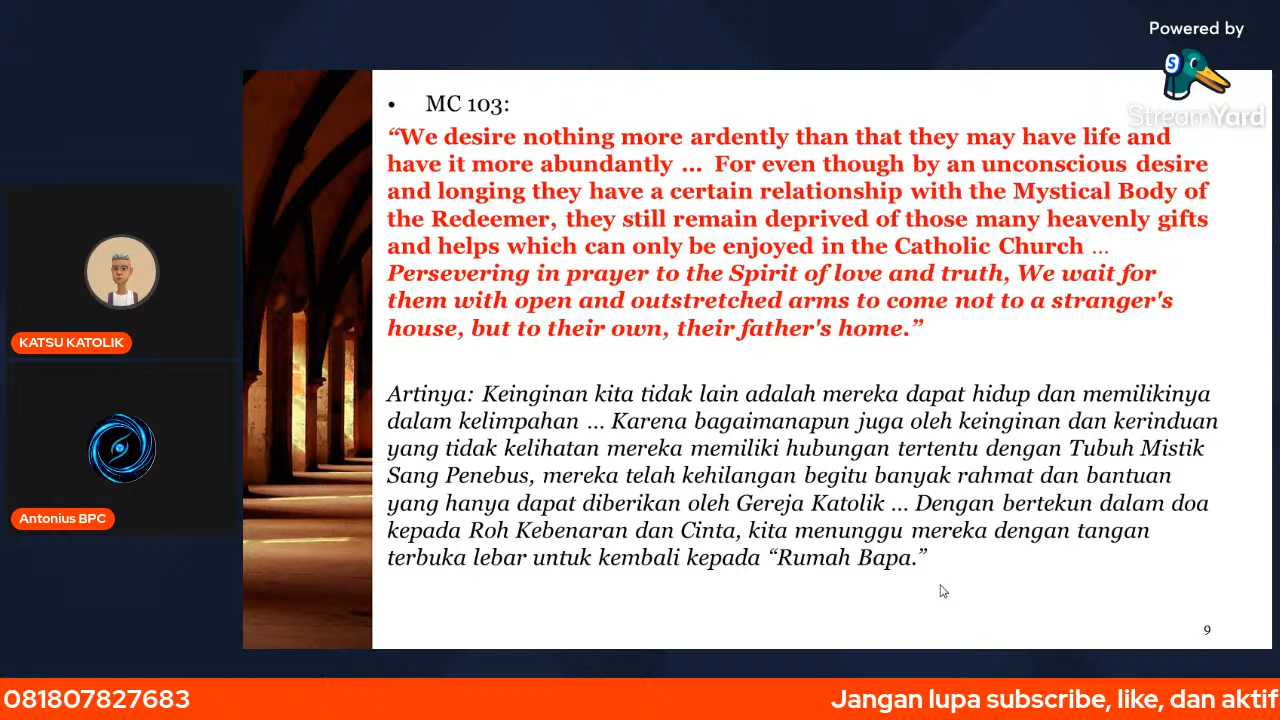 Powered by
S
StreamYard
• MC 103:
“We desire nothing more ardently than that they may have life and
have it more abundantly … For even though by an unconscious desire
and longing they have a certain relationship with the Mystical Body of
the Redeemer, they still remain deprived of those many heavenly gifts
and helps which can only be enjoyed in the Catholic Church …
Persevering in prayer to the Spirit of love and truth, We wait for
them with open and outstretched arms to come not to a stranger's
house, but to their own, their father's home.”
Artinya: Keinginan kita tidak lain adalah mereka dapat hidup dan memilikinya
dalam kelimpahan … Karena bagaimanapun juga oleh keinginan dan kerinduan
yang tidak kelihatan mereka memiliki hubungan tertentu dengan Tubuh Mistik
Sang Penebus, mereka telah kehilangan begitu banyak rahmat dan bantuan
yang hanya dapat diberikan oleh Gereja Katolik … Dengan bertekun dalam doa
kepada Roh Kebenaran dan Cinta, kita menunggu mereka dengan tangan
terbuka lebar untuk kembali kepada “Rumah Bapa.”
9
KATSU KATOLIK
Antonius BPC
081807827683
Jangan lupa subscribe, like, dan aktif